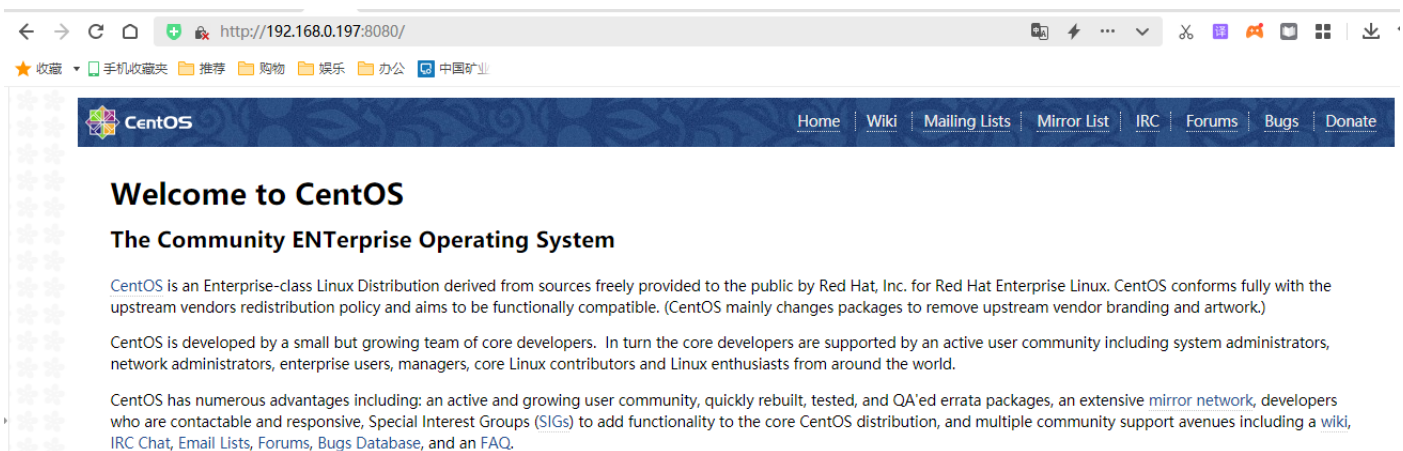 http://192.168.0.197:8080/
收藏 手机收藏夹 推荐 购物 娱乐 办公 中国矿业
CentOS Home Wiki Mailing Lists Mirror List IRC Forums Bugs Donate
Welcome to CentOS
The Community ENTerprise Operating System
CentOS is an Enterprise-class Linux Distribution derived from sources freely provided to the public by Red Hat, Inc. for Red Hat Enterprise Linux. CentOS conforms fully with the
upstream vendors redistribution policy and aims to be functionally compatible. (CentOS mainly changes packages to remove upstream vendor branding and artwork.)
CentOS is developed by a small but growing team of core developers. In turn the core developers are supported by an active user community including system administrators,
network administrators, enterprise users, managers, core Linux contributors and Linux enthusiasts from around the world.
CentOS has numerous advantages including: an active and growing user community, quickly rebuilt, tested, and QA'ed errata packages, an extensive mirror network, developers
who are contactable and responsive, Special Interest Groups (SIGs) to add functionality to the core CentOS distribution, and multiple community support avenues including a wiki,
IRC Chat, Email Lists, Forums, Bugs Database, and an FAQ.